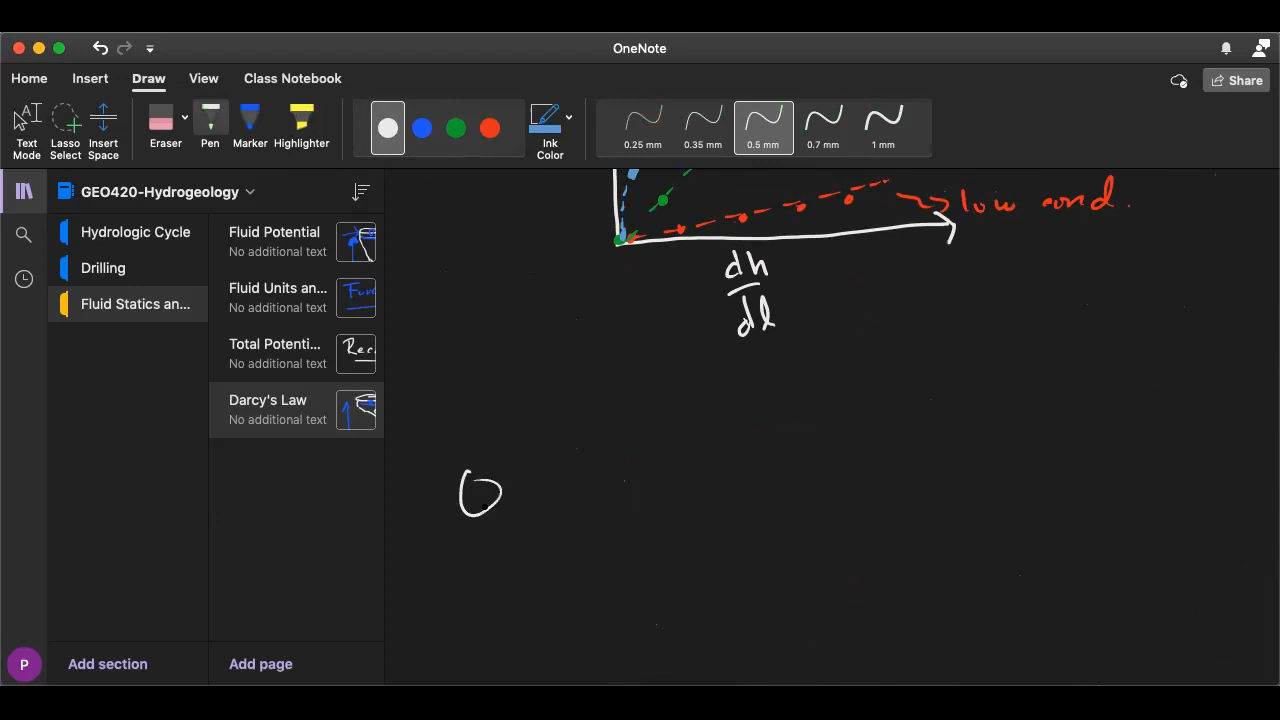 OneNote
Home Insert Draw View Class Notebook
Share
Text Mode
Lasso Select
Insert Space
Eraser
Pen
Marker
Highlighter
Ink Color
0.25 mm
0.35 mm
0.5 mm
0.7 mm
1 mm
GEO420-Hydrogeology
Hydrologic Cycle
Drilling
Fluid Statics an...
Fluid Potential
No additional text
Fluid Units an...
No additional text
Total Potenti...
No additional text
Rec
Darcy's Law
No additional text
low cond.
dh
dl
P
Add section
Add page